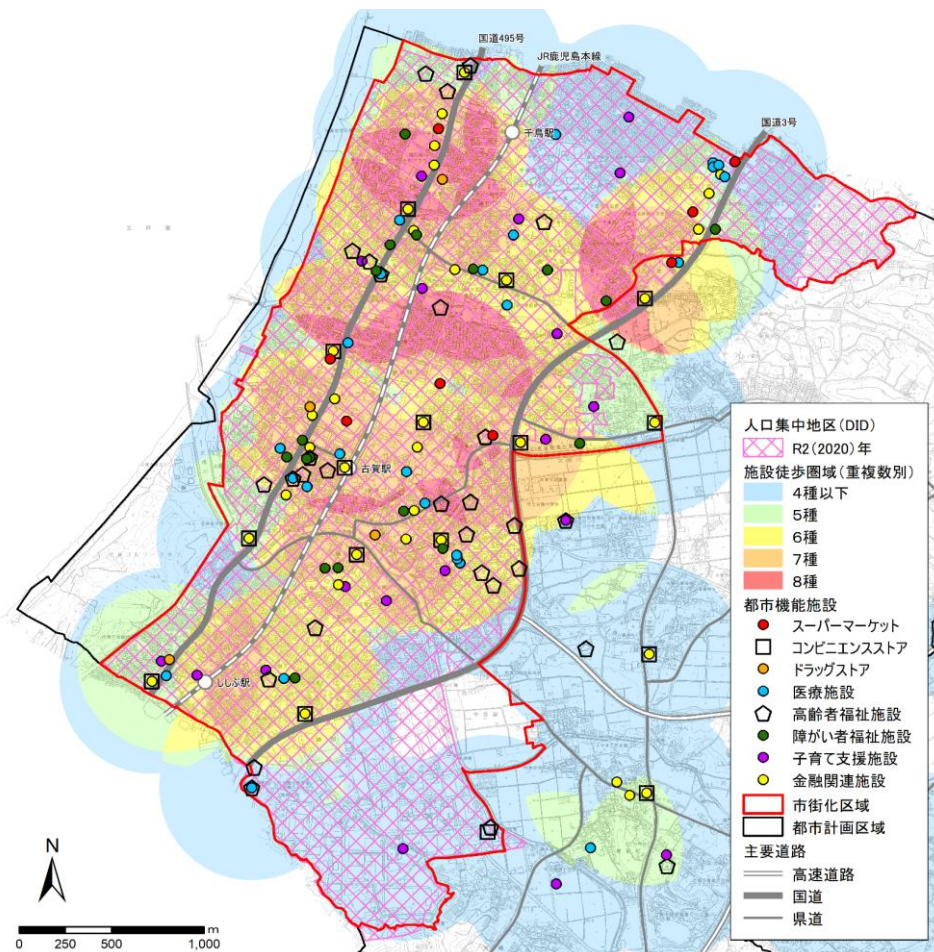 国道495号
JR鹿児島本線
国道3号
千鳥駅
古賀駅
ししぶ駅
人口集中地区(DID)
R2(2020)年
施設徒歩圏域(重複数別)
4種以下
5種
6種
7種
8種
都市機能施設
スーパーマーケット
コンビニエンスストア
ドラッグストア
医療施設
高齢者福祉施設
障がい者福祉施設
子育て支援施設
金融関連施設
市街化区域
都市計画区域
主要道路
高速道路
国道
県道
N
m
0 250 500 1,000